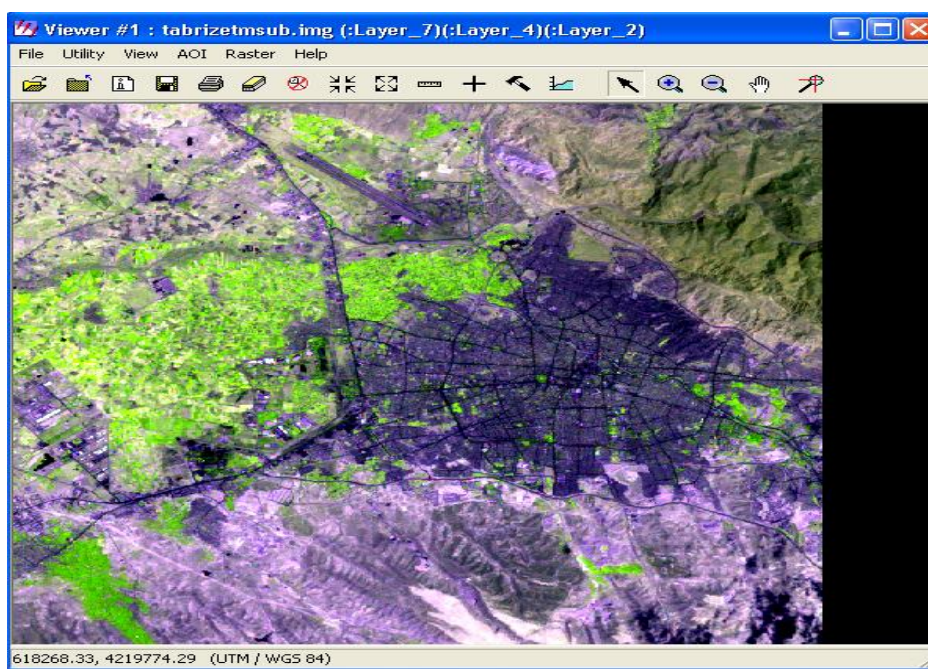 Viewer #1 : tabrizetmsub.img (:Layer_7)(:Layer_4)(:Layer_2)
File Utility View AOI Raster Help
618268.33, 4219774.29 (UTM / WGS 84)